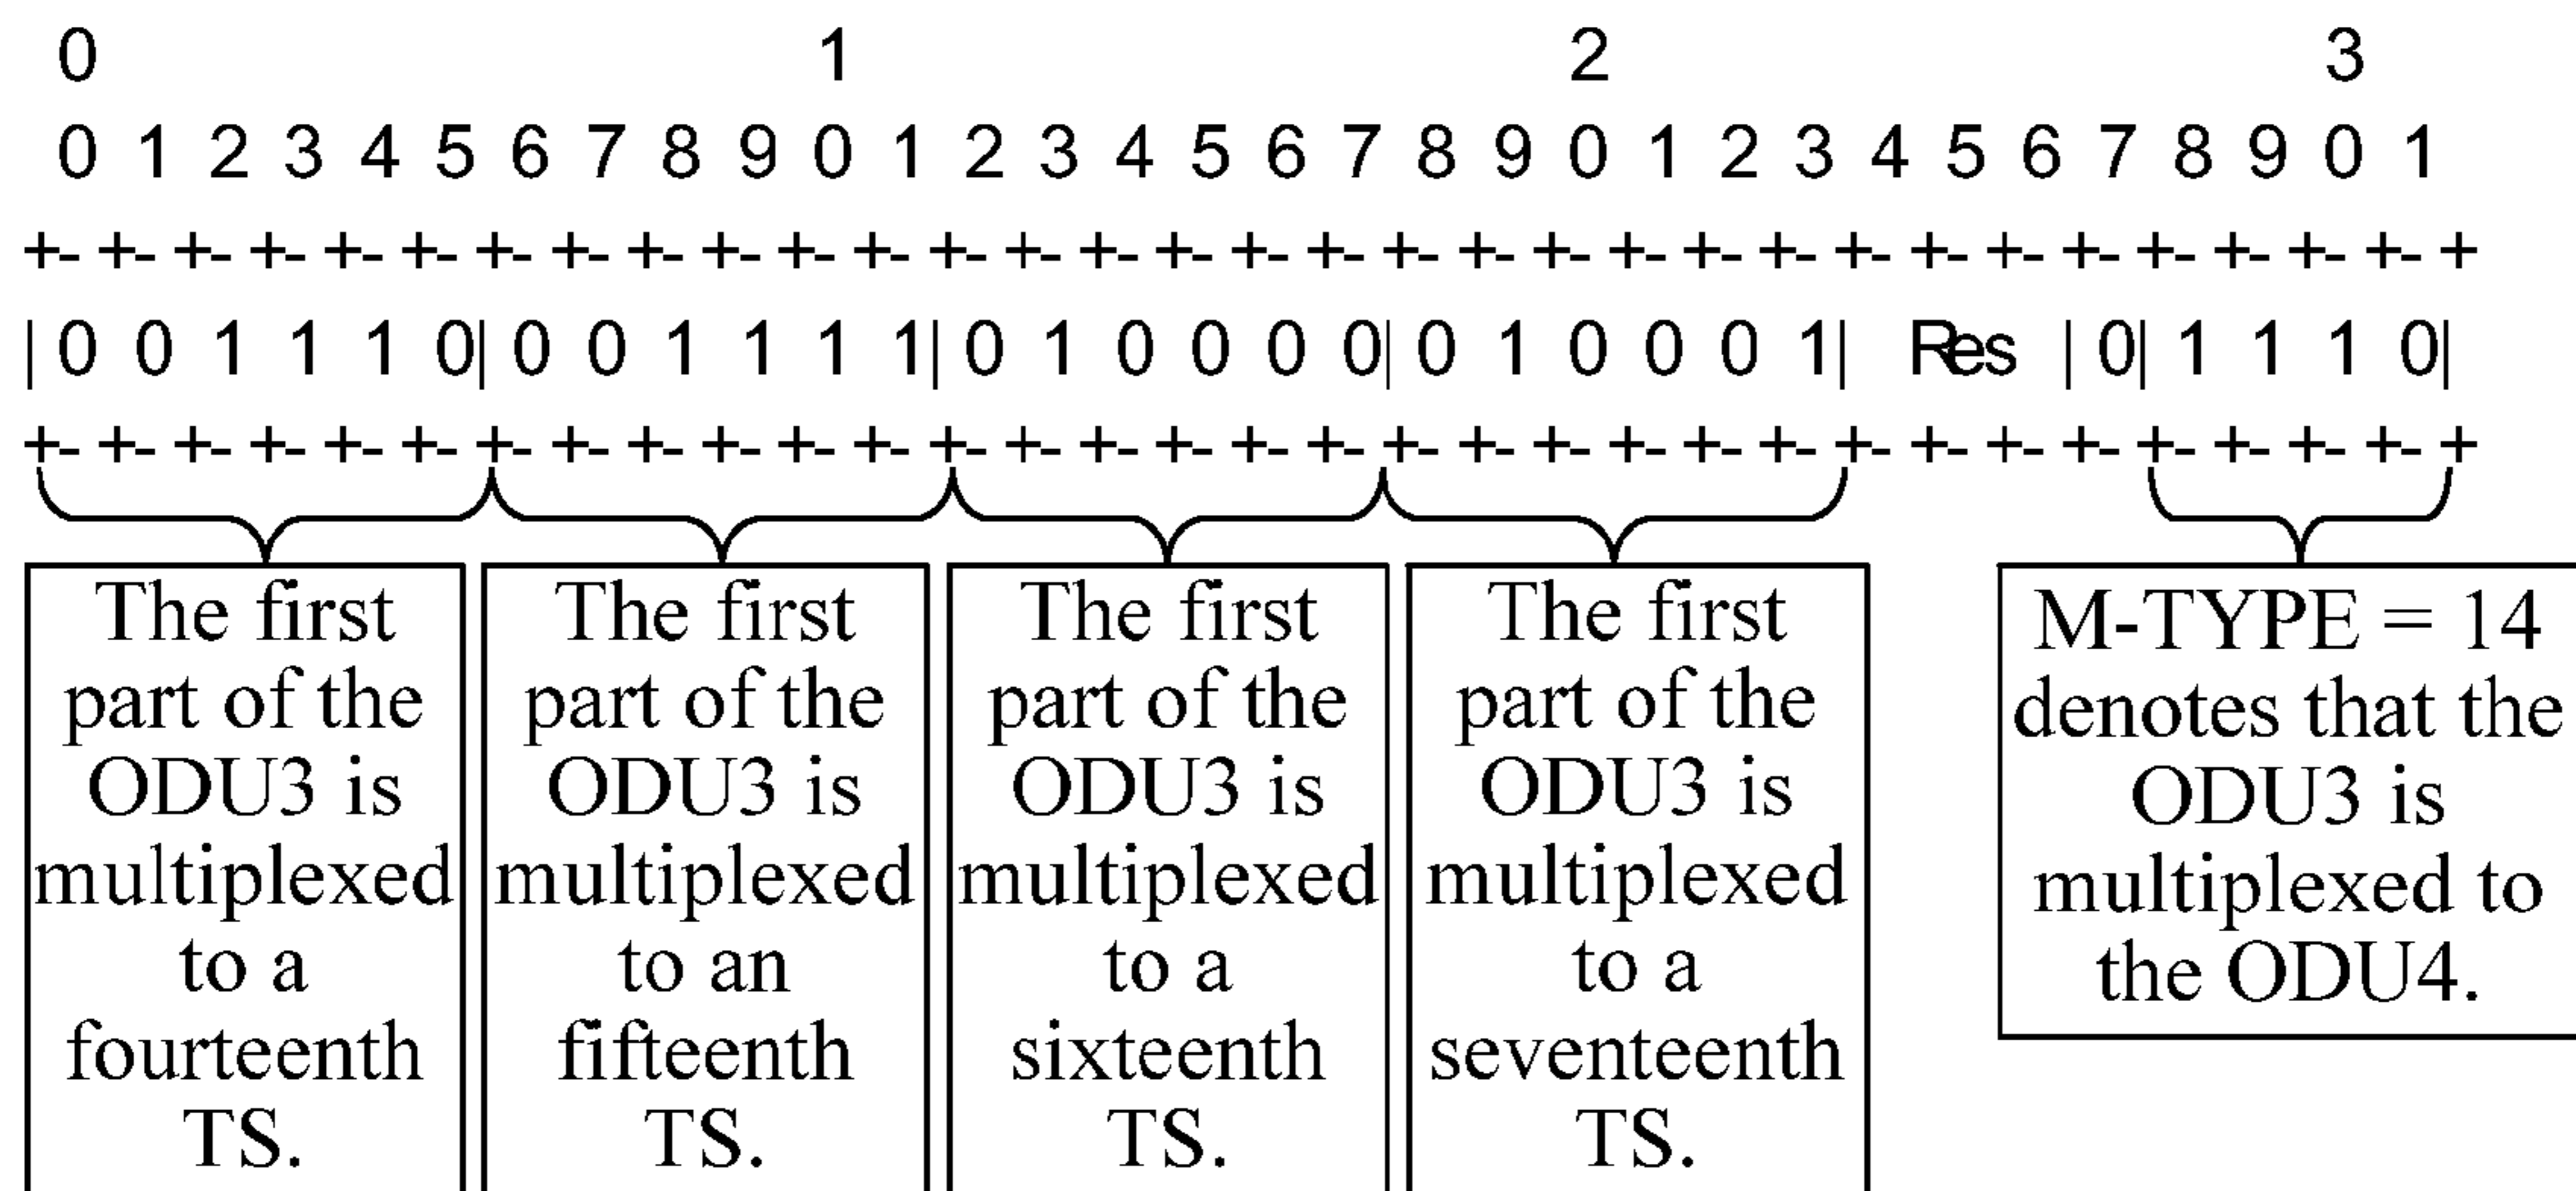 0 1 2 3
0 1 2 3 4 5 6 7 8 9 0 1 2 3 4 5 6 7 8 9 0 1 2 3 4 5 6 7 8 9 0 1
+- +- +- +- +- +- +- +- +- +- +- +- +- +- +- +- +- +- +- +- +- +- +- +- +- +- +- +- +- +- +- +- +
| 0 0 1 1 1 0| 0 0 1 1 1 1| 0 1 0 0 0 0| 0 1 0 0 0 1| Res | 0| 1 1 1 0|
+- +- +- +- +- +- +- +- +- +- +- +- +- +- +- +- +- +- +- +- +- +- +- +- +- +- +- +- +- +- +- +- +
The first
part of the
ODU3 is
multiplexed
to a
fourteenth
TS.
The first
part of the
ODU3 is
multiplexed
to an
fifteenth
TS.
The first
part of the
ODU3 is
multiplexed
to a
sixteenth
TS.
The first
part of the
ODU3 is
multiplexed
to a
seventeenth
TS.
M-TYPE = 14
denotes that the
ODU3 is
multiplexed to
the ODU4.